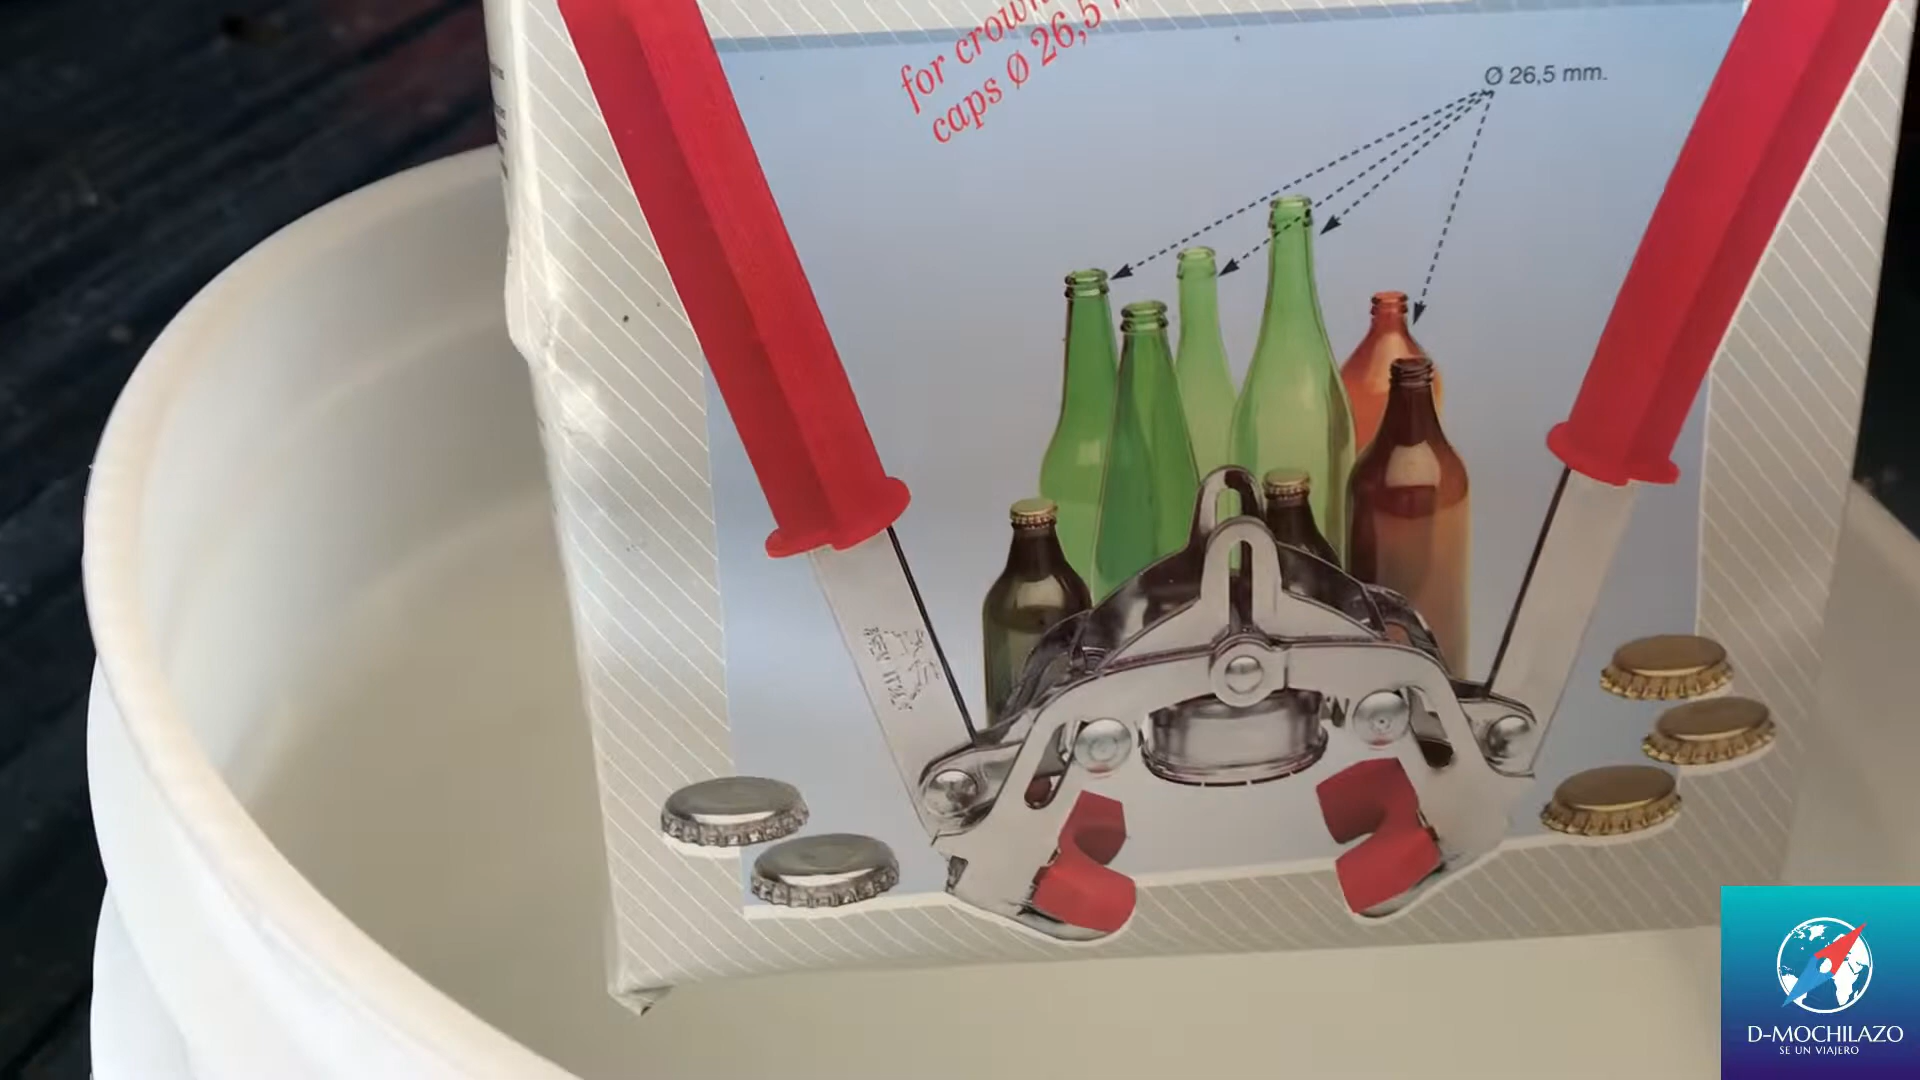 for crown
caps Ø 26,5
Ø 26,5 mm.
D-MOCHILAZO
SE UN VIAJERO